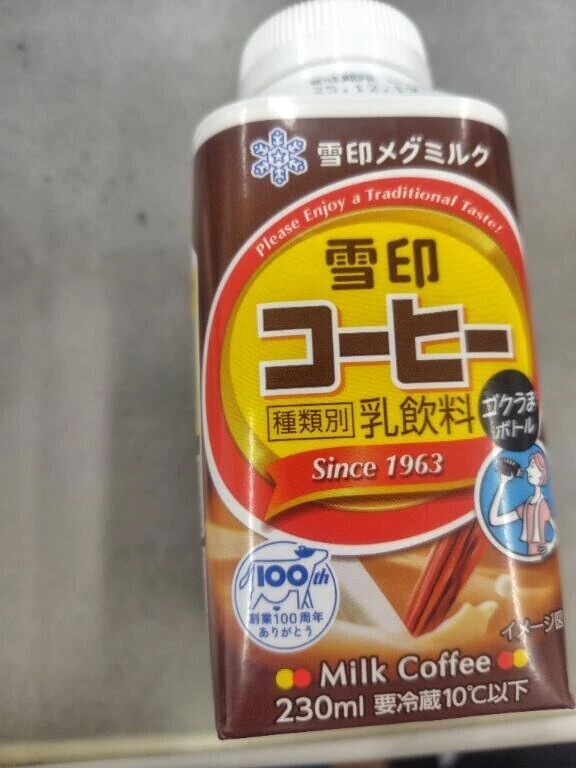 25.12.19
雪印メグミルク
Please Enjoy a Traditional Taste!
雪印
コーヒー
種類別 乳飲料
ゴクうま
ボトル
Since 1963
100th
創業100周年
ありがとう
イメージ図
Milk Coffee
230ml 要冷蔵10℃以下